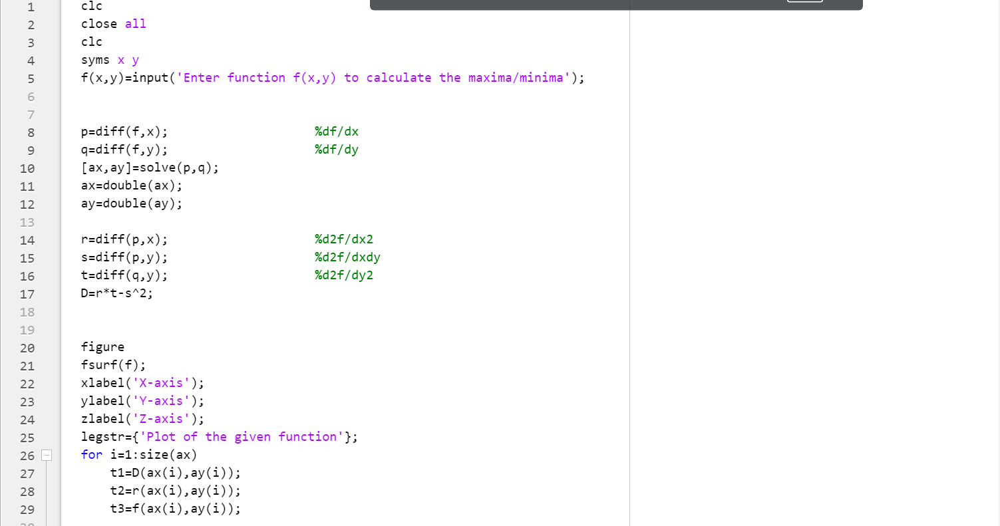 1 clc
2 close all
3 clc
4 syms x y
5 f(x,y)=input('Enter function f(x,y) to calculate the maxima/minima');
6
7
8 p=diff(f,x); %df/dx
9 q=diff(f,y); %df/dy
10 [ax,ay]=solve(p,q);
11 ax=double(ax);
12 ay=double(ay);
13
14 r=diff(p,x); %d2f/dx2
15 s=diff(p,y); %d2f/dxdy
16 t=diff(q,y); %d2f/dy2
17 D=r*t-s^2;
18
19
20 figure
21 fsurf(f);
22 xlabel('X-axis');
23 ylabel('Y-axis');
24 zlabel('Z-axis');
25 legstr={'Plot of the given function'};
26 for i=1:size(ax)
27 t1=D(ax(i),ay(i));
28 t2=r(ax(i),ay(i));
29 t3=f(ax(i),ay(i));